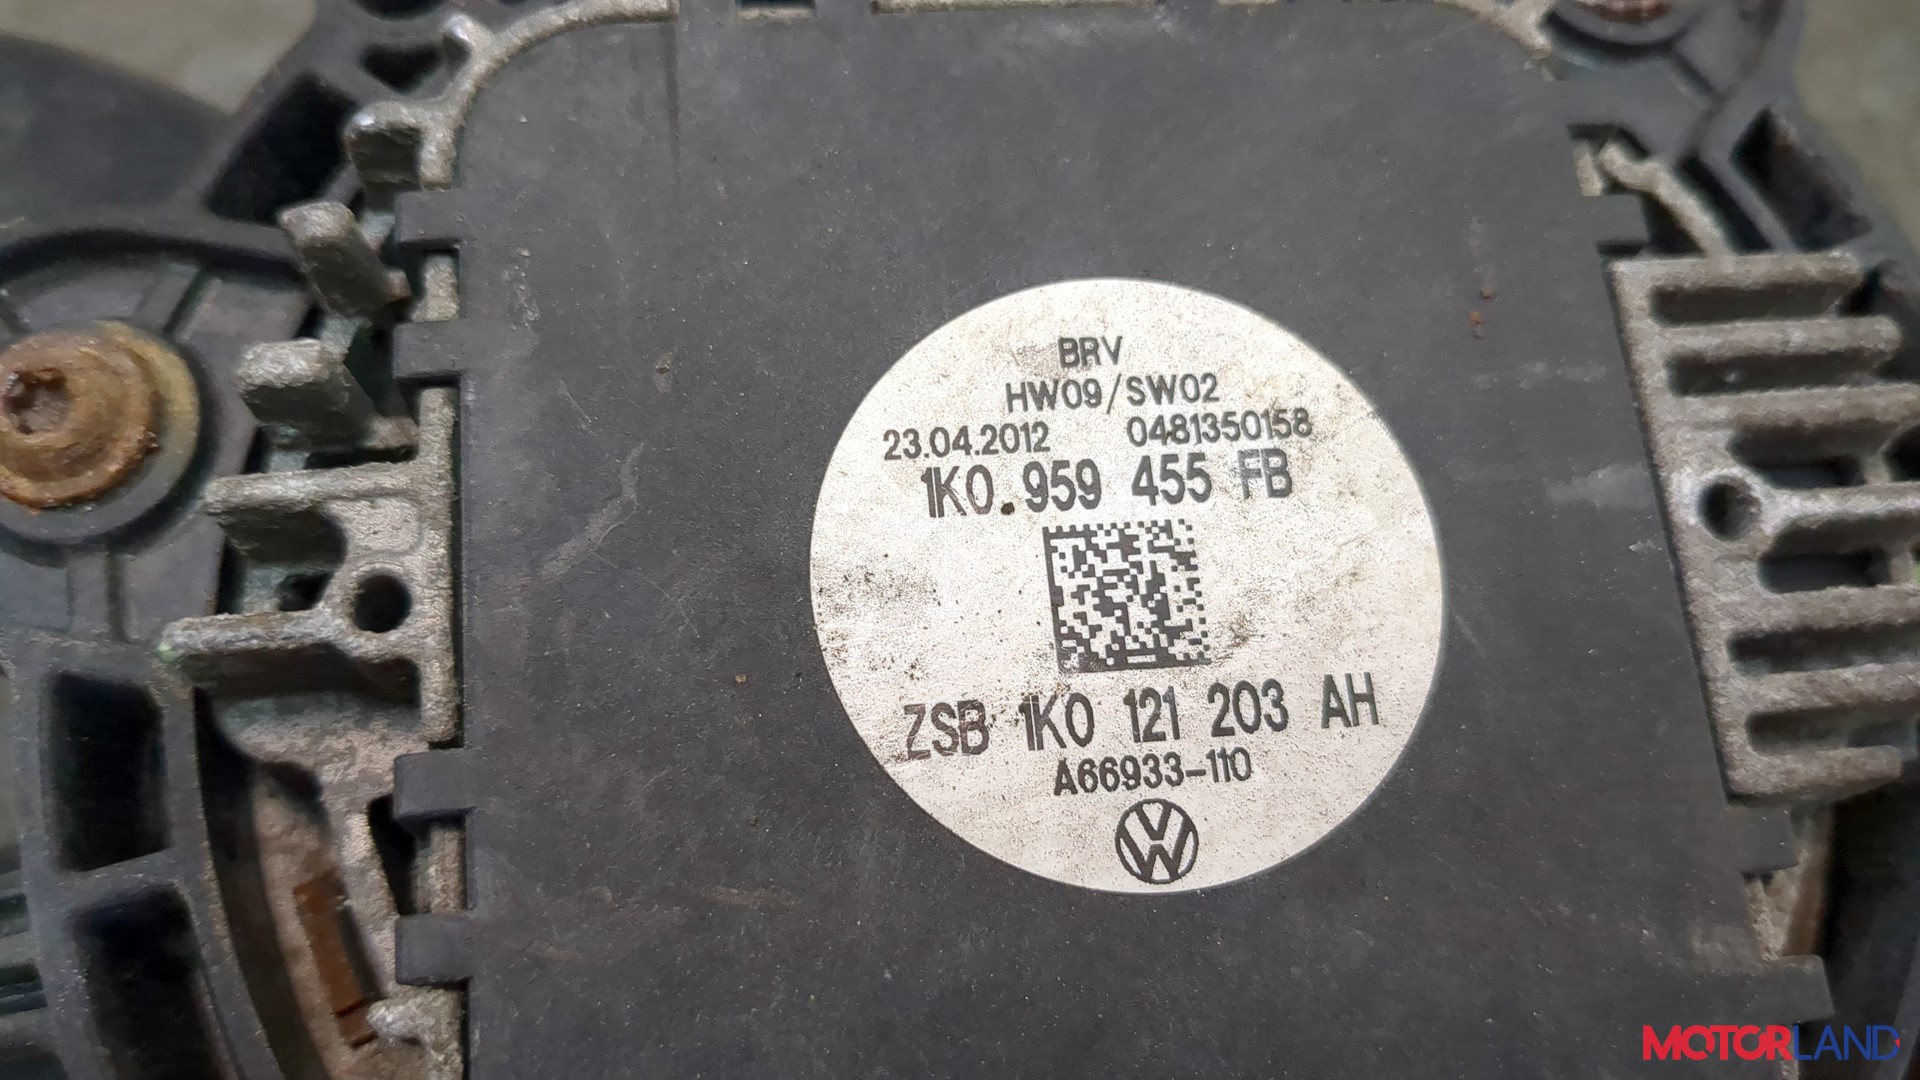 BRV
HW09/SW02
23.04.2012 0481350158
1K0.959 455 FB
ZSB 1K0 121 203 AH
A66933-110
MOTORLAND